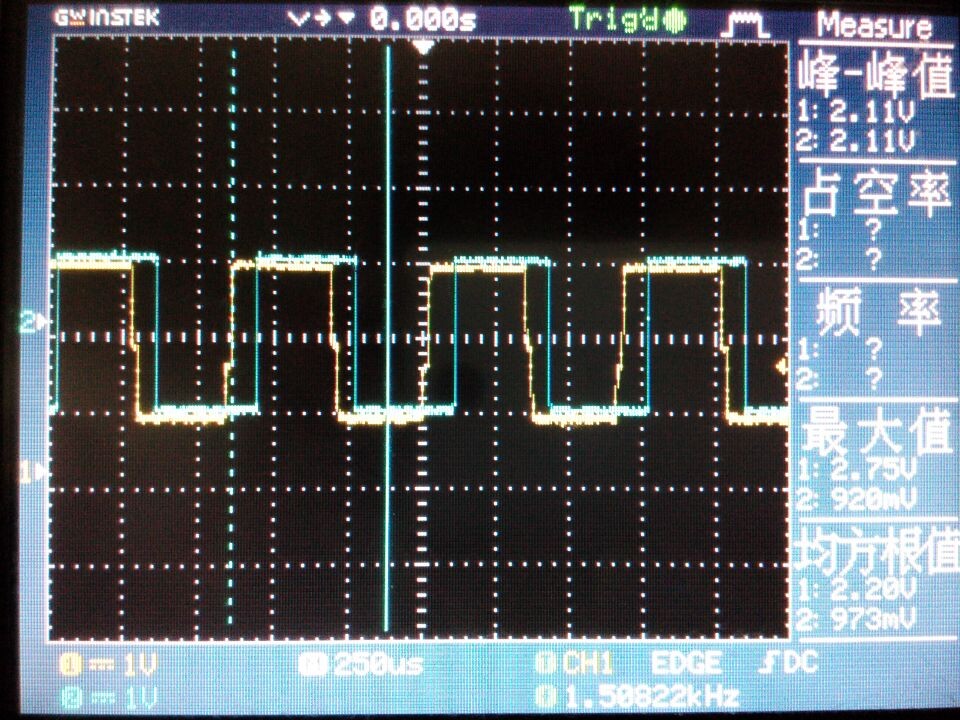 GW INSTEK 0.000s Trig'd Measure
峰-峰值
1: 2.11V
2: 2.11V
占空率
1: ?
2: ?
频率
1: ?
2: ?
最大值
1: 2.75V
2: 920mV
均方根值
1: 2.20V
2: 973mV
2
1
1 1V 250us CH1 EDGE DC
2 1V 1.50822kHz